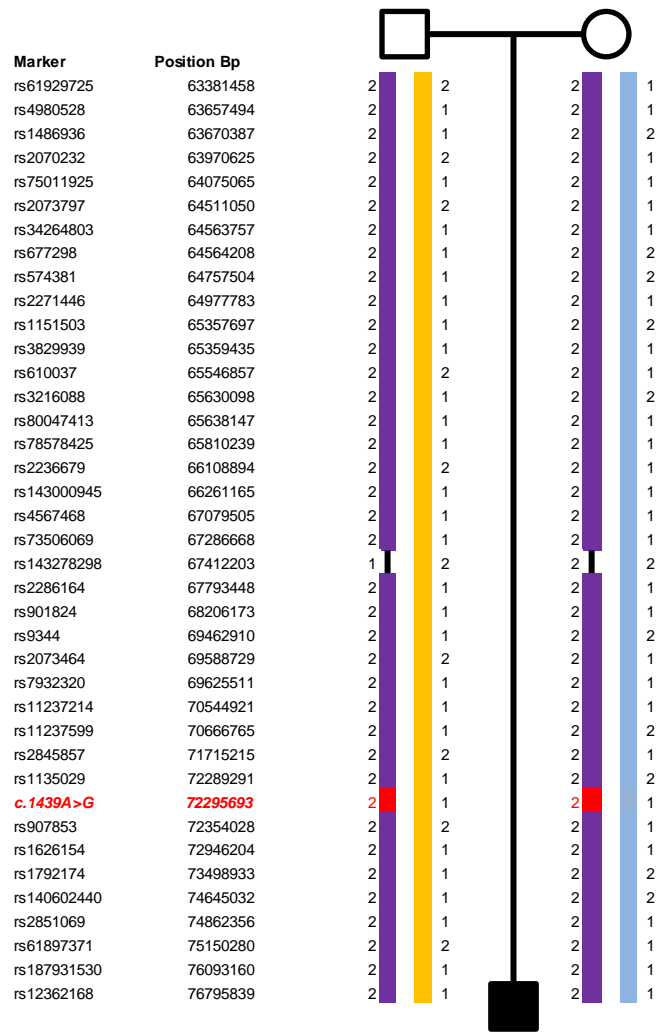 Marker Position Bp
rs61929725 63381458 2 2 2 1
rs4980528 63657494 2 1 2 1
rs1486936 63670387 2 1 2 2
rs2070232 63970625 2 2 2 1
rs75011925 64075065 2 1 2 1
rs2073797 64511050 2 2 2 1
rs34264803 64563757 2 1 2 1
rs677298 64564208 2 1 2 2
rs574381 64757504 2 1 2 2
rs2271446 64977783 2 1 2 1
rs1151503 65357697 2 1 2 2
rs3829939 65359435 2 1 2 1
rs610037 65546857 2 2 2 1
rs3216088 65630098 2 1 2 2
rs80047413 65638147 2 1 2 1
rs78578425 65810239 2 1 2 1
rs2236679 66108894 2 2 2 1
rs143000945 66261165 2 1 2 1
rs4567468 67079505 2 1 2 1
rs73506069 67286668 2 1 2 1
rs143278298 67412203 1 2 2 2
rs2286164 67793448 2 1 2 1
rs901824 68206173 2 1 2 1
rs9344 69462910 2 1 2 2
rs2073464 69588729 2 2 2 1
rs7932320 69625511 2 1 2 1
rs11237214 70544921 2 1 2 1
rs11237599 70666765 2 1 2 2
rs2845857 71715215 2 2 2 1
rs1135029 72289291 2 1 2 2
c.1439A>G 72295693 2 1 2 1
rs907853 72354028 2 2 2 1
rs1626154 72946204 2 1 2 1
rs1792174 73498933 2 1 2 2
rs140602440 74645032 2 1 2 2
rs2851069 74862356 2 1 2 1
rs61897371 75150280 2 2 2 1
rs187931530 76093160 2 1 2 1
rs12362168 76795839 2 1 2 1